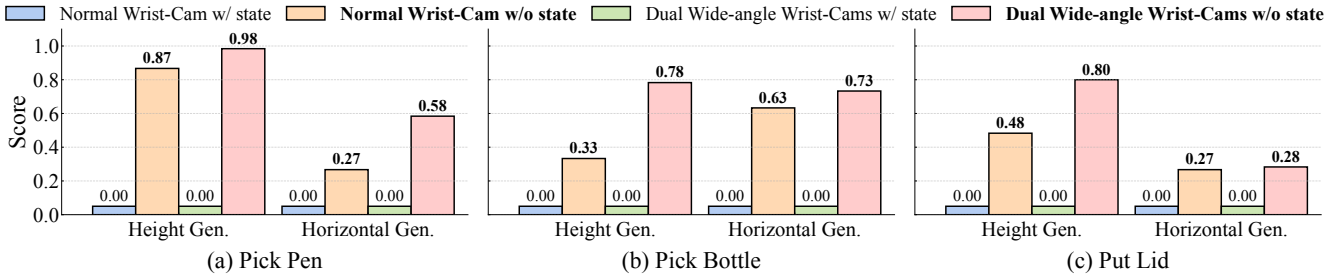 Normal Wrist-Cam w/ state Normal Wrist-Cam w/o state Dual Wide-angle Wrist-Cams w/ state Dual Wide-angle Wrist-Cams w/o state
Score
1.0
0.8
0.6
0.4
0.2
0.0
0.00 0.87 0.00 0.98 0.00 0.27 0.00 0.58
Height Gen. Horizontal Gen.
(a) Pick Pen
0.00 0.33 0.00 0.78 0.00 0.63 0.00 0.73
Height Gen. Horizontal Gen.
(b) Pick Bottle
0.00 0.48 0.00 0.80 0.00 0.27 0.00 0.28
Height Gen. Horizontal Gen.
(c) Put Lid